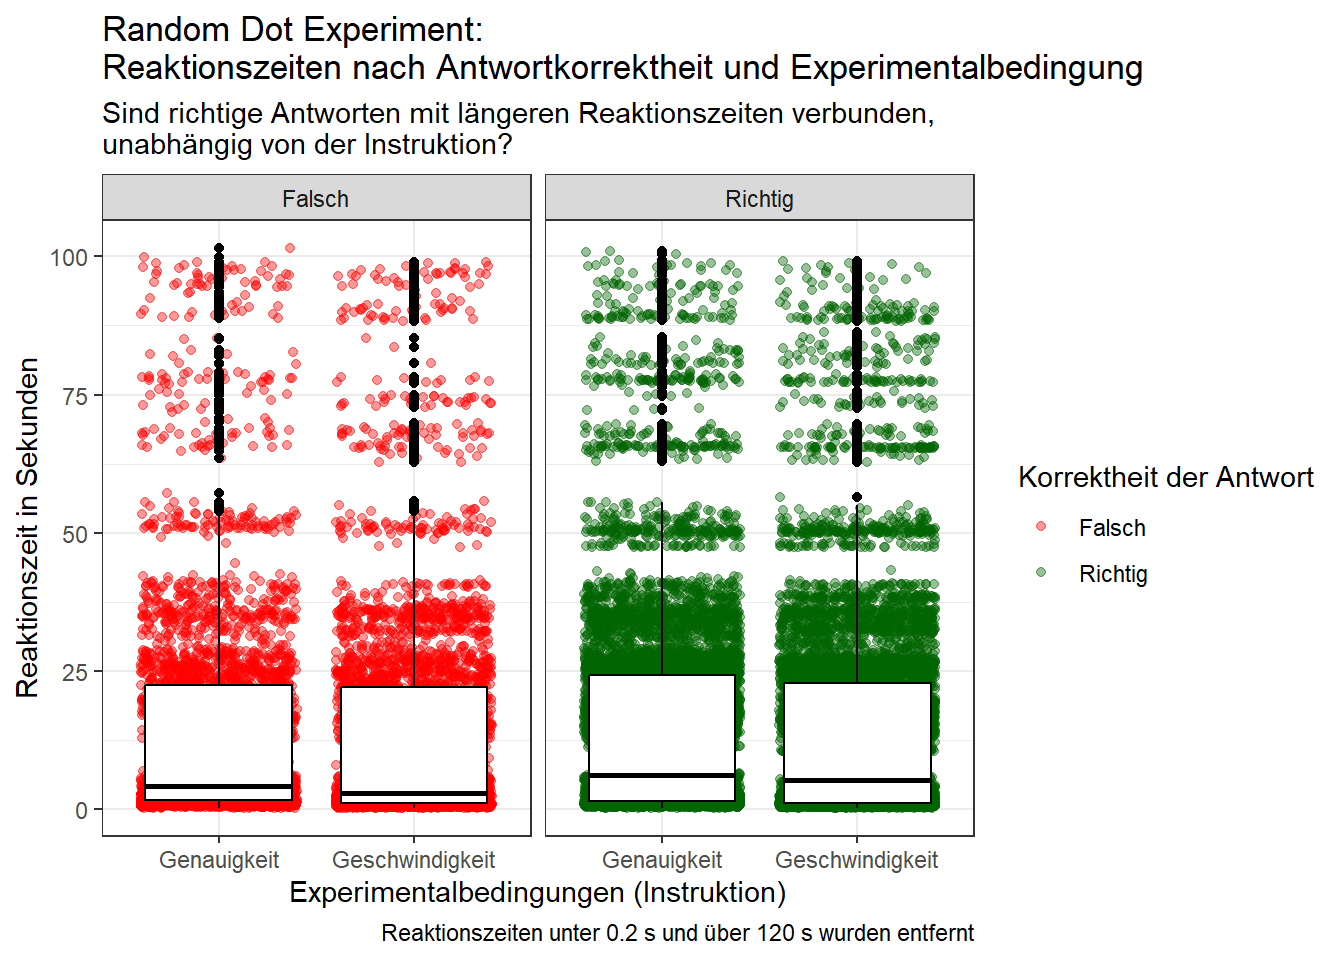 Random Dot Experiment:
Reaktionszeiten nach Antwortkorrektheit und Experimentalbedingung
Sind richtige Antworten mit längeren Reaktionszeiten verbunden,
unabhängig von der Instruktion?
Falsch
Richtig
Reaktionszeit in Sekunden
100
75
50
25
0
Genauigkeit
Geschwindigkeit
Genauigkeit
Geschwindigkeit
Experimentalbedingungen (Instruktion)
Korrektheit der Antwort
Falsch
Richtig
Reaktionszeiten unter 0.2 s und über 120 s wurden entfernt